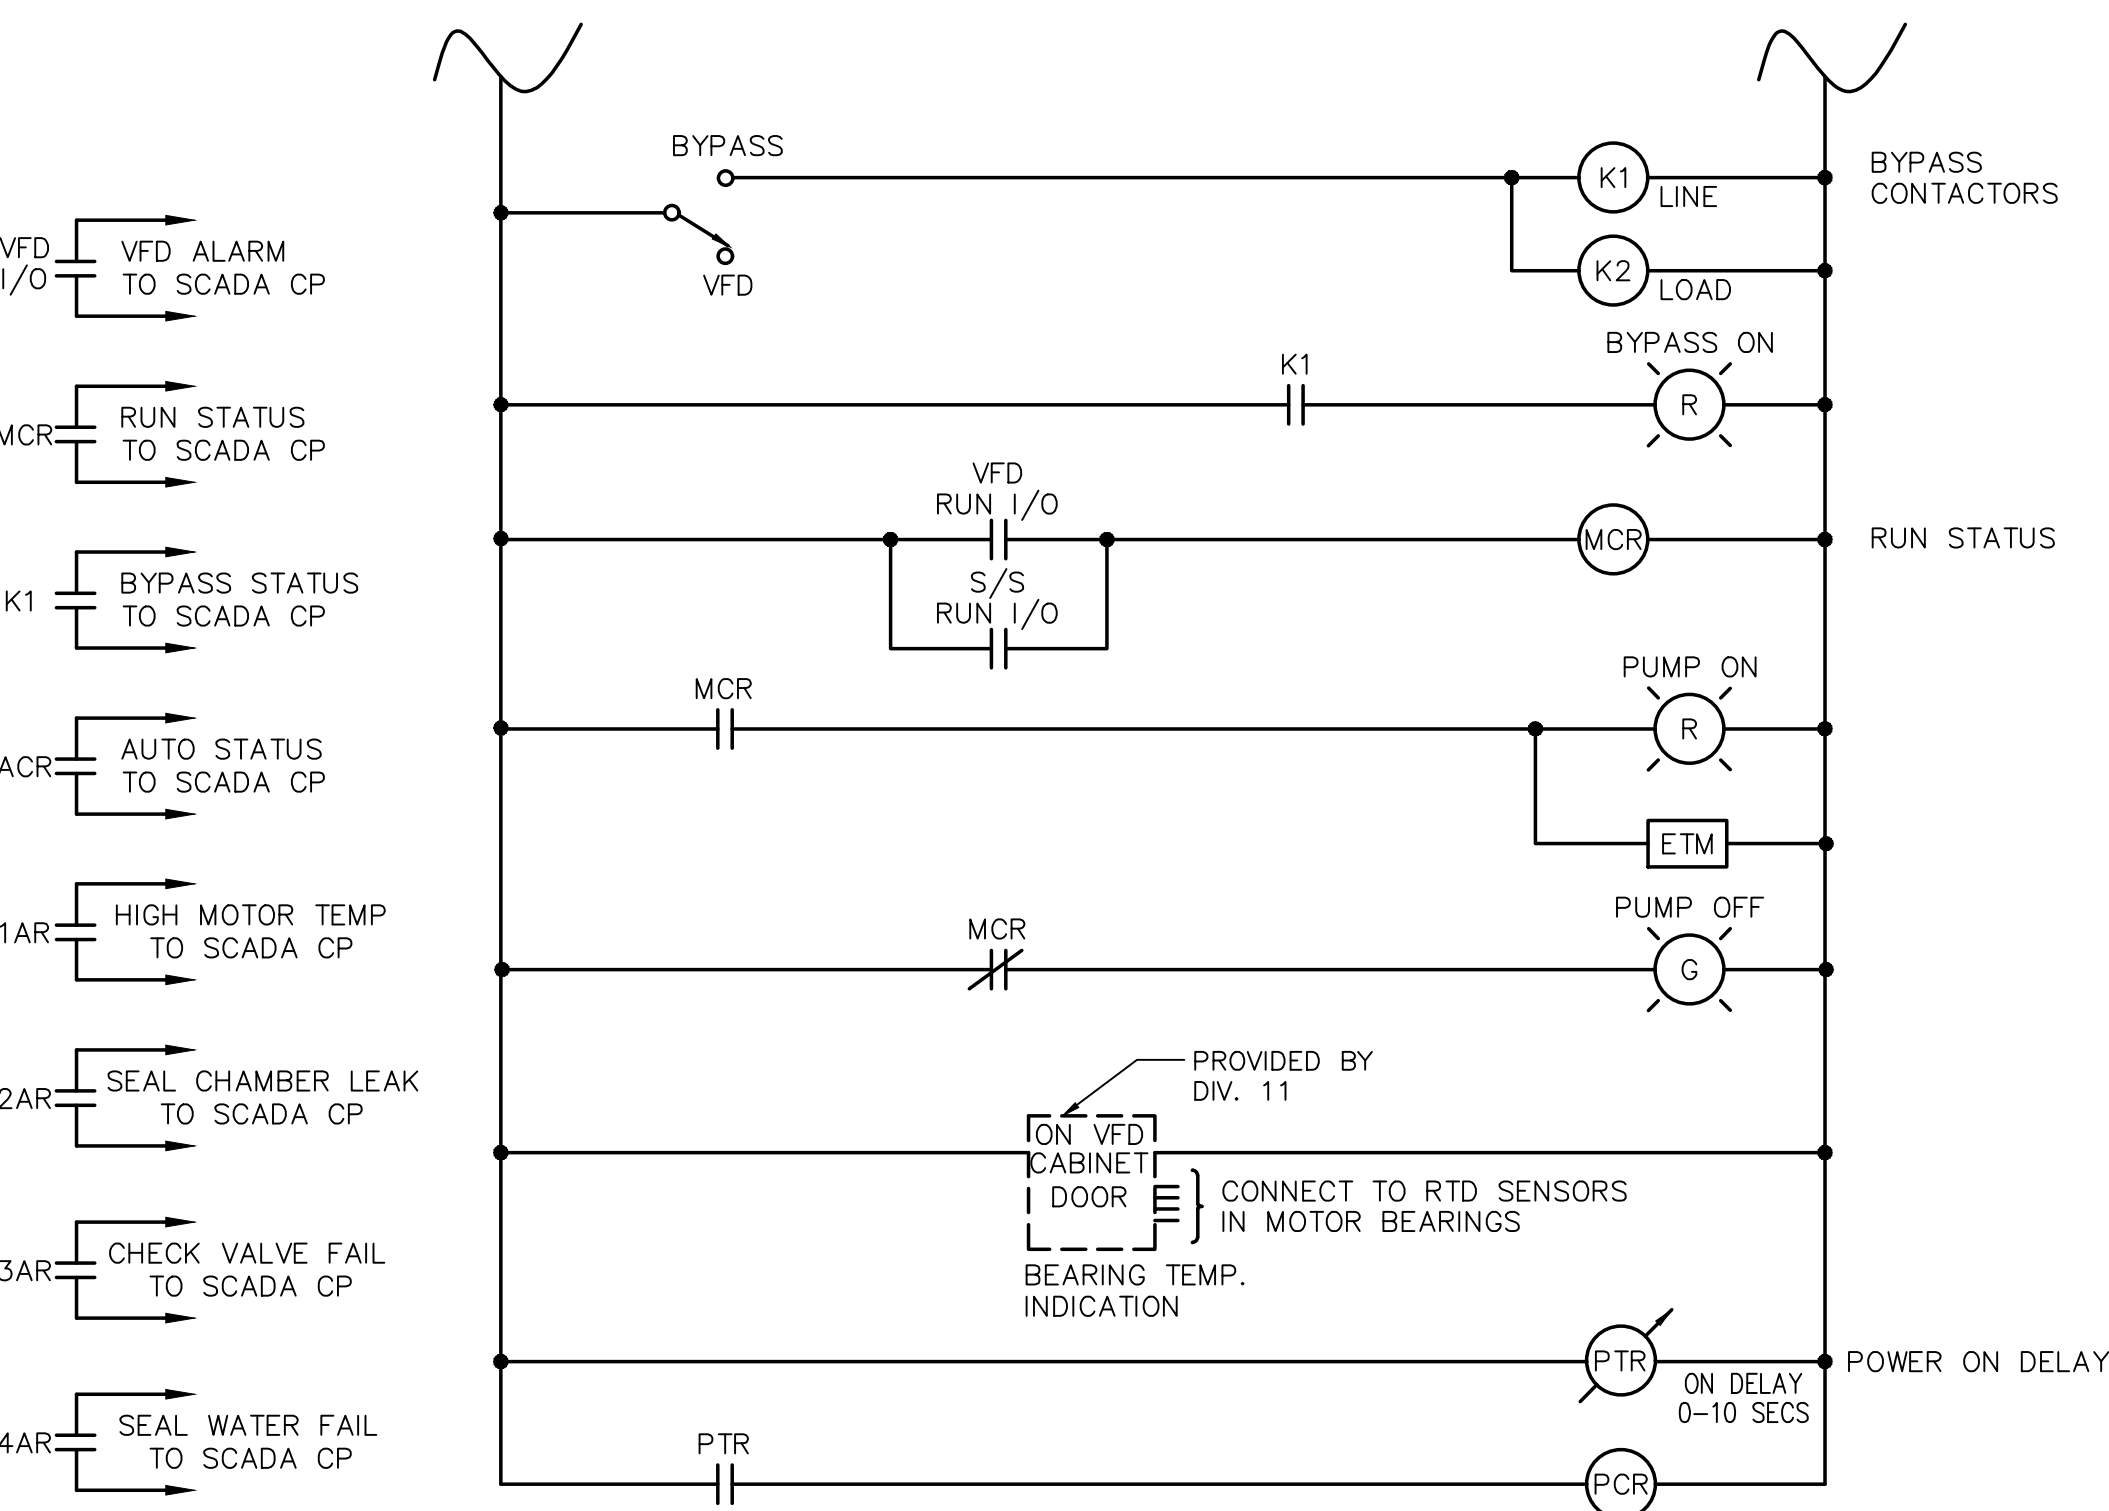 VFD
I/O
VFD ALARM
TO SCADA CP
MCR
RUN STATUS
TO SCADA CP
K1
BYPASS STATUS
TO SCADA CP
ACR
AUTO STATUS
TO SCADA CP
1AR
HIGH MOTOR TEMP
TO SCADA CP
2AR
SEAL CHAMBER LEAK
TO SCADA CP
3AR
CHECK VALVE FAIL
TO SCADA CP
4AR
SEAL WATER FAIL
TO SCADA CP
BYPASS
VFD
K1
LINE
BYPASS
CONTACTORS
K2
LOAD
K1
BYPASS ON
R
VFD
RUN I/O
S/S
RUN I/O
MCR
RUN STATUS
MCR
PUMP ON
R
ETM
MCR
PUMP OFF
G
PROVIDED BY
DIV. 11
ON VFD
CABINET
DOOR
CONNECT TO RTD SENSORS
IN MOTOR BEARINGS
BEARING TEMP.
INDICATION
PTR
ON DELAY
0-10 SECS
POWER ON DELAY
PTR
PCR